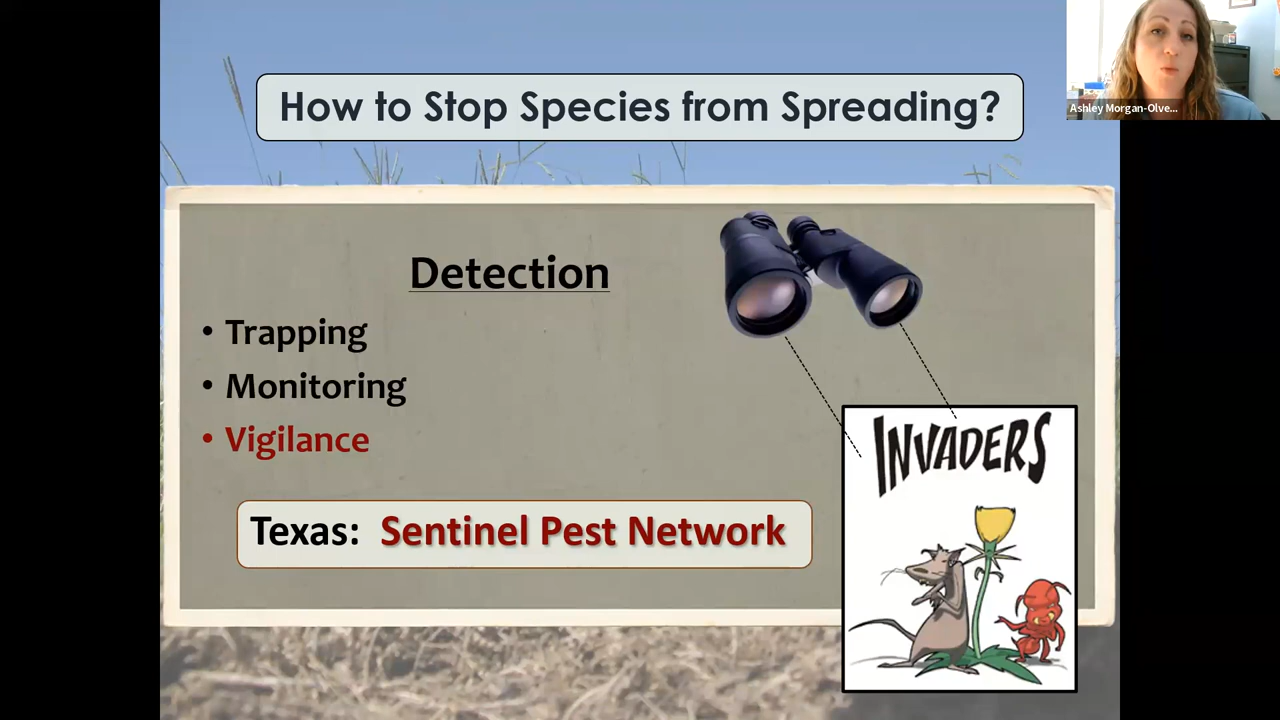 How to Stop Species from Spreading?
Ashley Morgan-Olve...
Detection
• Trapping
• Monitoring
• Vigilance
Texas: Sentinel Pest Network
INVADERS